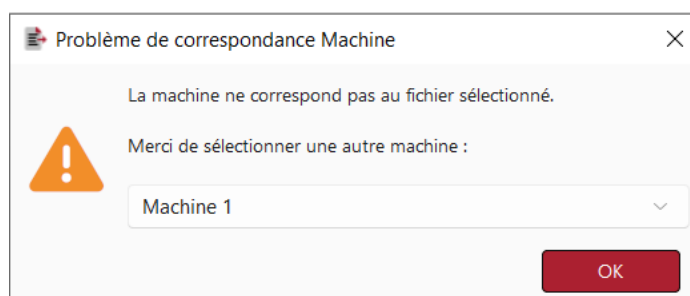 Problème de correspondance Machine
La machine ne correspond pas au fichier sélectionné.
Merci de sélectionner une autre machine :
Machine 1
OK